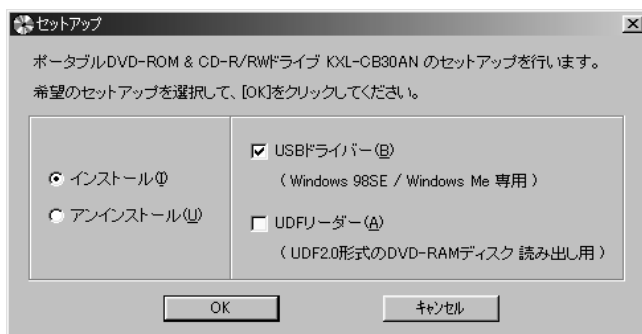 セットアップ
ポータブルDVD-ROM & CD-R/RWドライブ KXL-CB30AN のセットアップを行います。
希望のセットアップを選択して、[OK]をクリックしてください。
インストール(I)
アンインストール(U)
USBドライバー(B)
( Windows 98SE / Windows Me 専用 )
UDFリーダー(A)
( UDF2.0形式のDVD-RAMディスク 読み出し用 )
OK
キャンセル